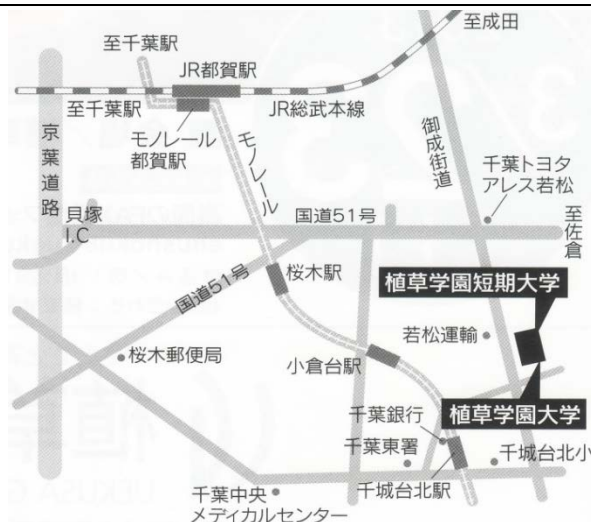 至成田
至千葉駅
JR都賀駅
至千葉駅
JR総武本線
モノレール
都賀駅
モノレール
京葉道路
御成街道
千葉トヨタ
アレス若松
貝塚
I.C
国道51号
至佐倉
国道51号
桜木駅
植草学園短期大学
若松運輸
桜木郵便局
小倉台駅
植草学園大学
千葉銀行
千葉東署
千城台北小
千城台北駅
千葉中央
メディカルセンター